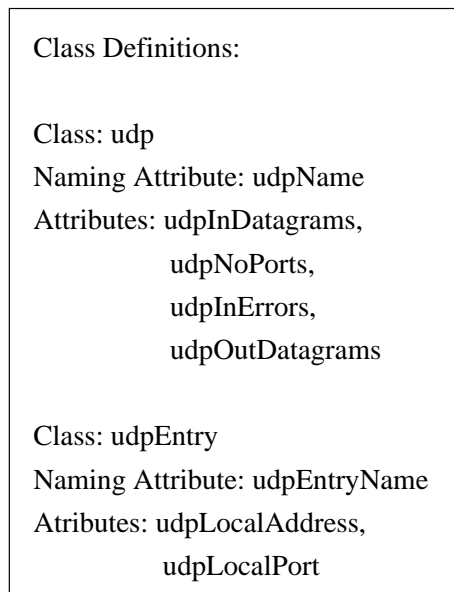 Class Definitions:
Class: udp
Naming Attribute: udpName
Attributes: udpInDatagrams,
udpNoPorts,
udpInErrors,
udpOutDatagrams
Class: udpEntry
Naming Attribute: udpEntryName
Atributes: udpLocalAddress,
udpLocalPort